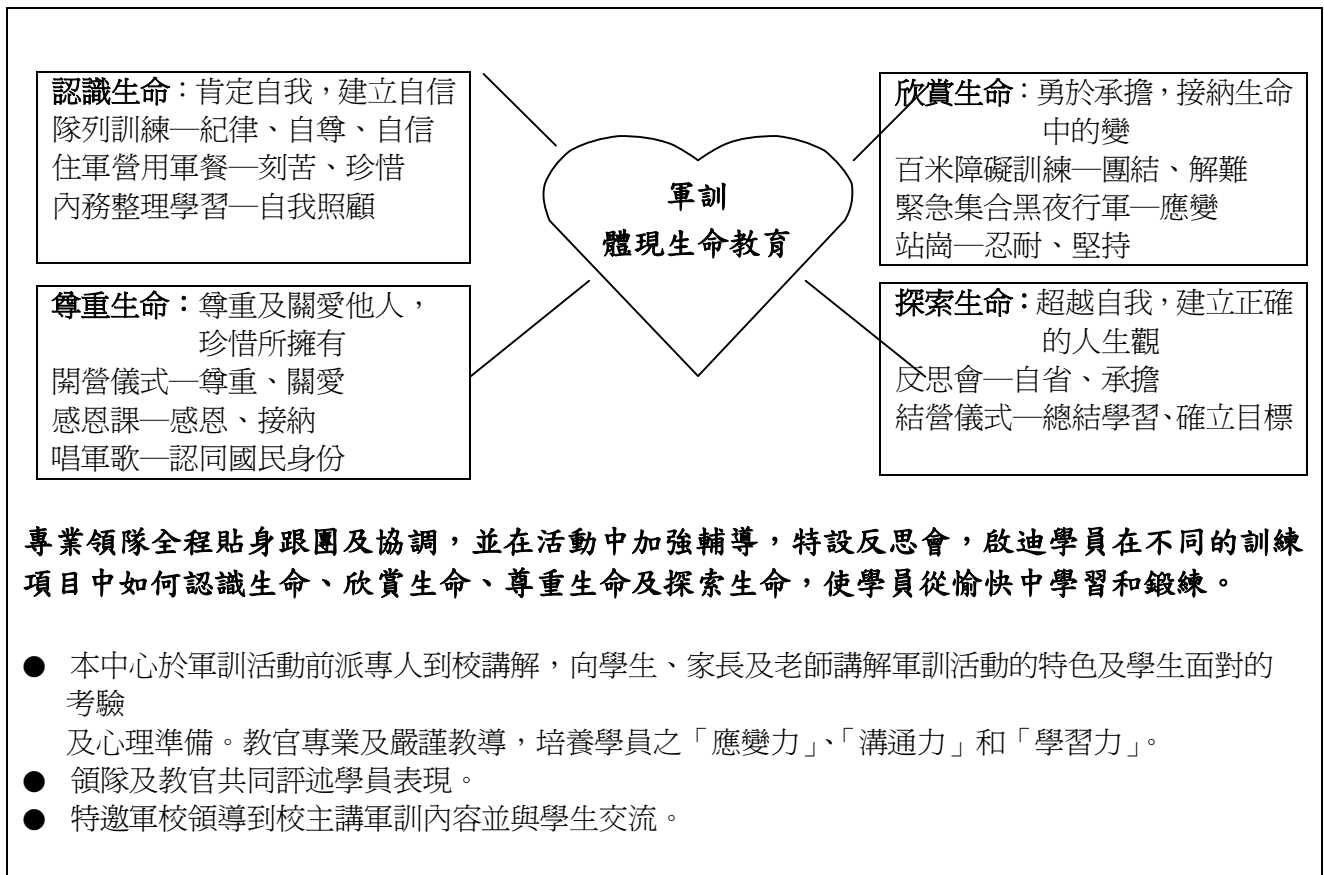 認識生命：肯定自我，建立自信
隊列訓練─紀律、自尊、自信
住軍營用軍餐─刻苦、珍惜
內務整理學習─自我照顧
欣賞生命：勇於承擔，接納生命
中的變
百米障礙訓練─團結、解難
緊急集合黑夜行軍─應變
站崗─忍耐、堅持
軍訓
體現生命教育
尊重生命：尊重及關愛他人，
珍惜所擁有
開營儀式─尊重、關愛
感恩課─感恩、接納
唱軍歌─認同國民身份
探索生命：超越自我，建立正確
的人生觀
反思會─自省、承擔
結營儀式─總結學習、確立目標
專業領隊全程貼身跟團及協調，並在活動中加強輔導，特設反思會，啟迪學員在不同的訓練
項目中如何認識生命、欣賞生命、尊重生命及探索生命，使學員從愉快中學習和鍛練。
● 本中心於軍訓活動前派專人到校講解，向學生、家長及老師講解軍訓活動的特色及學生面對的
考驗
及心理準備。教官專業及嚴謹教導，培養學員之「應變力」、「溝通力」和「學習力」。
● 領隊及教官共同評述學員表現。
● 特邀軍校領導到校主講軍訓內容並與學生交流。